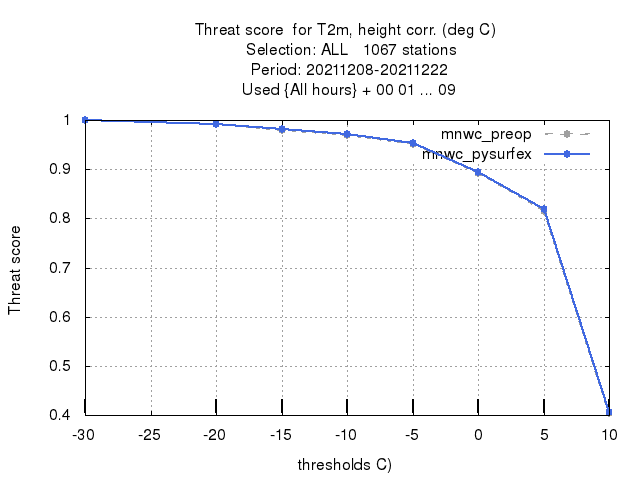 Threat score  for T2m, height corr. (deg C)
Selection: ALL   1067 stations
Period: 20211208-20211222
Used {All hours} + 00 01 ... 09
mnwc_preop
mnwc_pysurfex
1
0.9
0.8
0.7
0.6
0.5
0.4
Threat score
-30 -25 -20 -15 -10 -5 0 5 10
thresholds C)